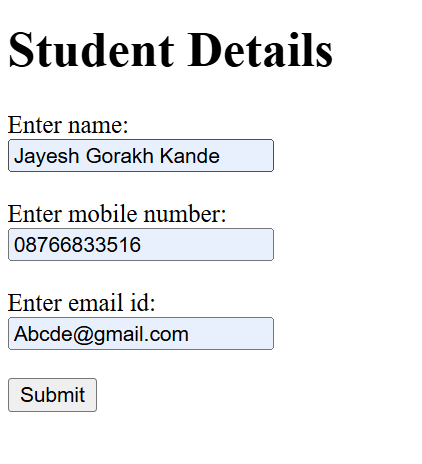 Student Details
Enter name:
Jayesh Gorakh Kande
Enter mobile number:
08766833516
Enter email id:
Abcde@gmail.com
Submit